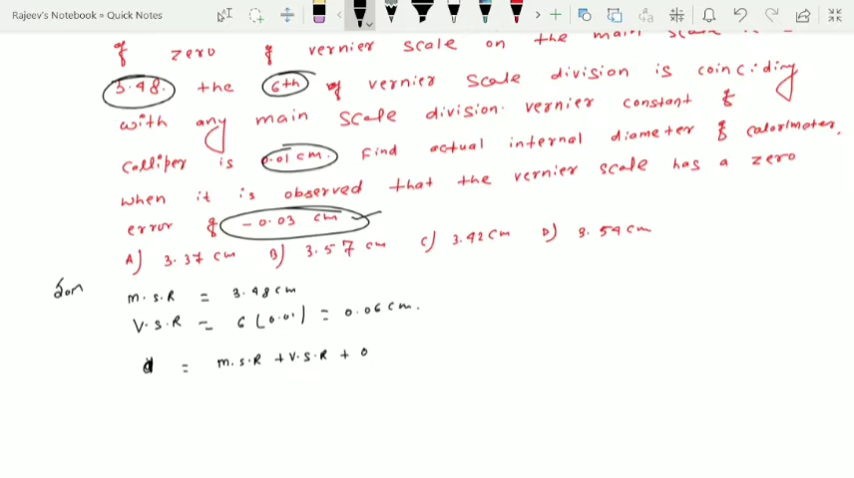 Rajeev's Notebook » Quick Notes
of zero of vernier scale on the main scale is
3.48. the 6th of vernier scale division is coinciding
with any main scale division. vernier constant of
calliper is 0.01 cm. Find actual internal diameter of calorimeter,
when it is observed that the vernier scale has a zero
error of -0.03 cm
A) 3.37 cm B) 3.57 cm C) 3.42 cm D) 3.54 cm
Sol
M.S.R = 3.48 cm
V.S.R = 6(0.01) = 0.06 cm.
d = M.S.R + V.S.R + 0